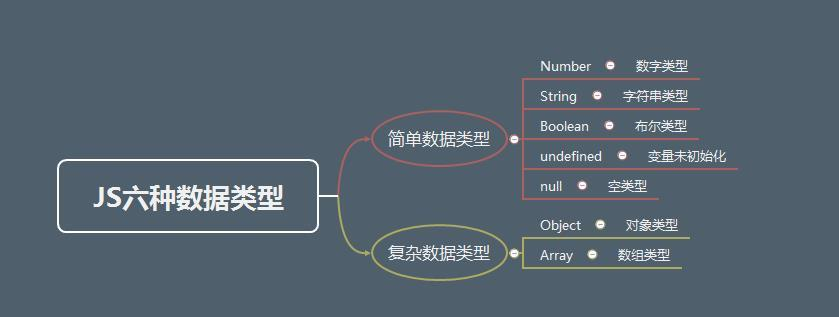 JS六种数据类型
简单数据类型
Number 数字类型
String 字符串类型
Boolean 布尔类型
undefined 变量未初始化
null 空类型
复杂数据类型
Object 对象类型
Array 数组类型